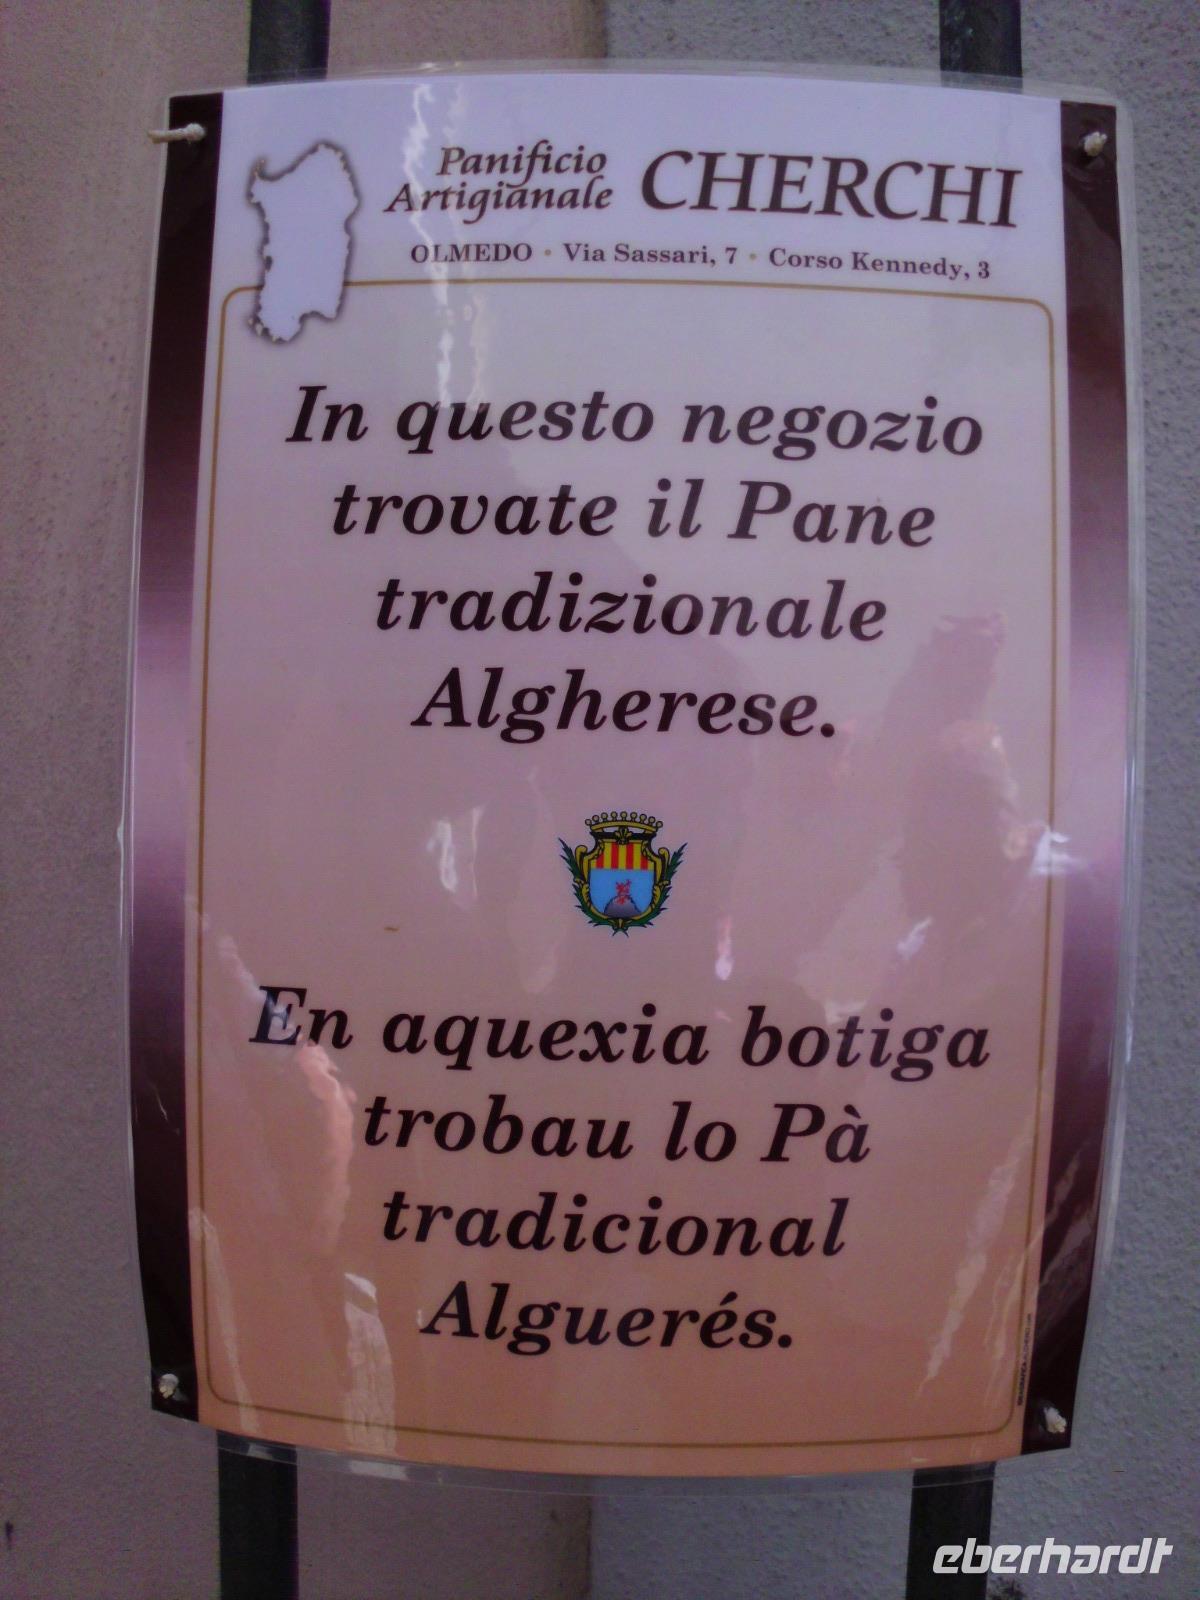 Panificio
Artigianale
CHERCHI
OLMEDO • Via Sassari, 7 • Corso Kennedy, 3
In questo negozio
trovate il Pane
tradizionale
Algherese.
En aquexia botiga
trobau lo Pà
tradicional
Alguerés.
eberhardt